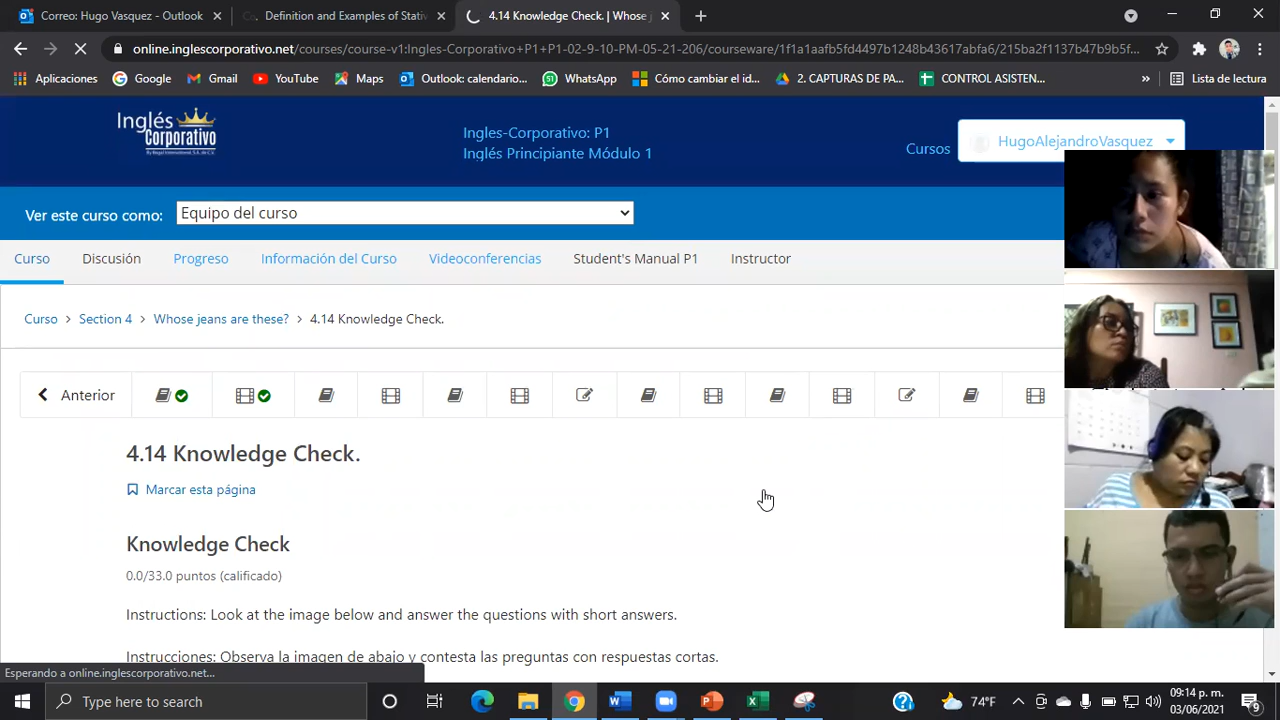 Correo: Hugo Vasquez - Outlook
Definition and Examples of Stativ
4.14 Knowledge Check. | Whose j
online.inglescorporativo.net/courses/course-v1:Ingles-Corporativo+P1+P1-02-9-10-PM-05-21-206/courseware/1f1a1aafb5fd4497b1248b43617abfa6/215ba2f1137b47b9b5f...
Aplicaciones Google Gmail YouTube Maps Outlook: calendario... WhatsApp Cómo cambiar el id... 2. CAPTURAS DE PA... CONTROL ASISTEN... » Lista de lectura
Inglés Corporativo
Ingles-Corporativo: P1
Inglés Principiante Módulo 1
Cursos
HugoAlejandroVasquez
Ver este curso como: Equipo del curso
Curso Discusión Progreso Información del Curso Videoconferencias Student's Manual P1 Instructor
Curso > Section 4 > Whose jeans are these? > 4.14 Knowledge Check.
Anterior
4.14 Knowledge Check.
Marcar esta página
Knowledge Check
0.0/33.0 puntos (calificado)
Instructions: Look at the image below and answer the questions with short answers.
Instrucciones: Observa la imagen de abajo y contesta las preguntas con respuestas cortas.
Esperando a online.inglescorporativo.net...
Type here to search
74°F
09:14 p. m.
03/06/2021
9